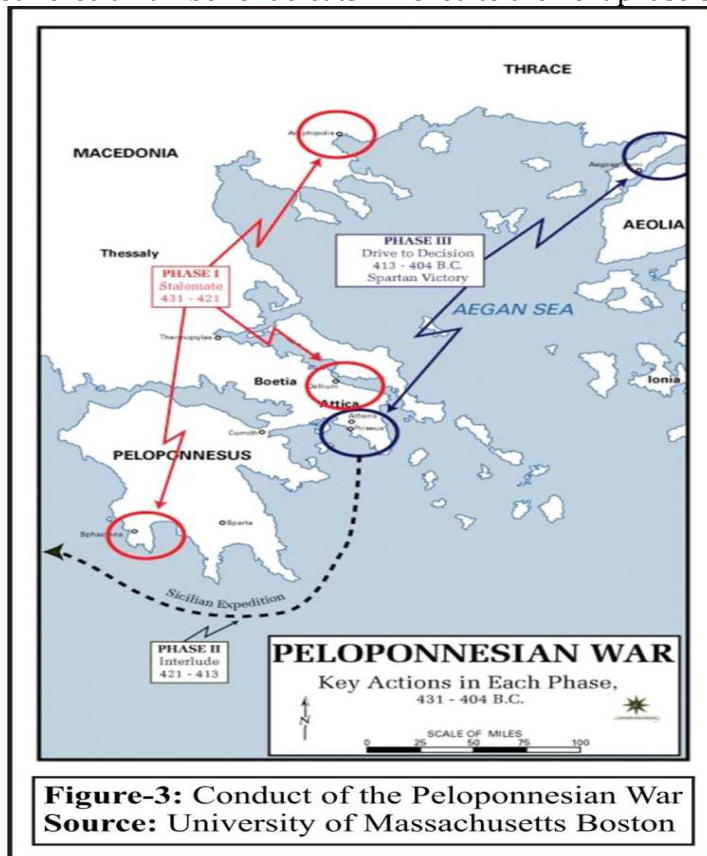 THRACE
Amphipolis
MACEDONIA
AEOLIA
PHASE III
Drive to Decision
413 - 404 B.C.
Spartan Victory
Thessaly
PHASE I
Stalemate
431 - 421
AEGAN SEA
Thermopylae
Boetia
Dellium
Ionia
Attica
Athens
Piraeus
Cornith
PELOPONNESUS
Sparta
Sphacteria
Sicilian Expedition
PHASE II
Interlude
421 - 413
PELOPONNESIAN WAR
Key Actions in Each Phase,
431 - 404 B.C.
N
SCALE OF MILES
0 25 50 75 100
Figure-3: Conduct of the Peloponnesian War
Source: University of Massachusetts Boston